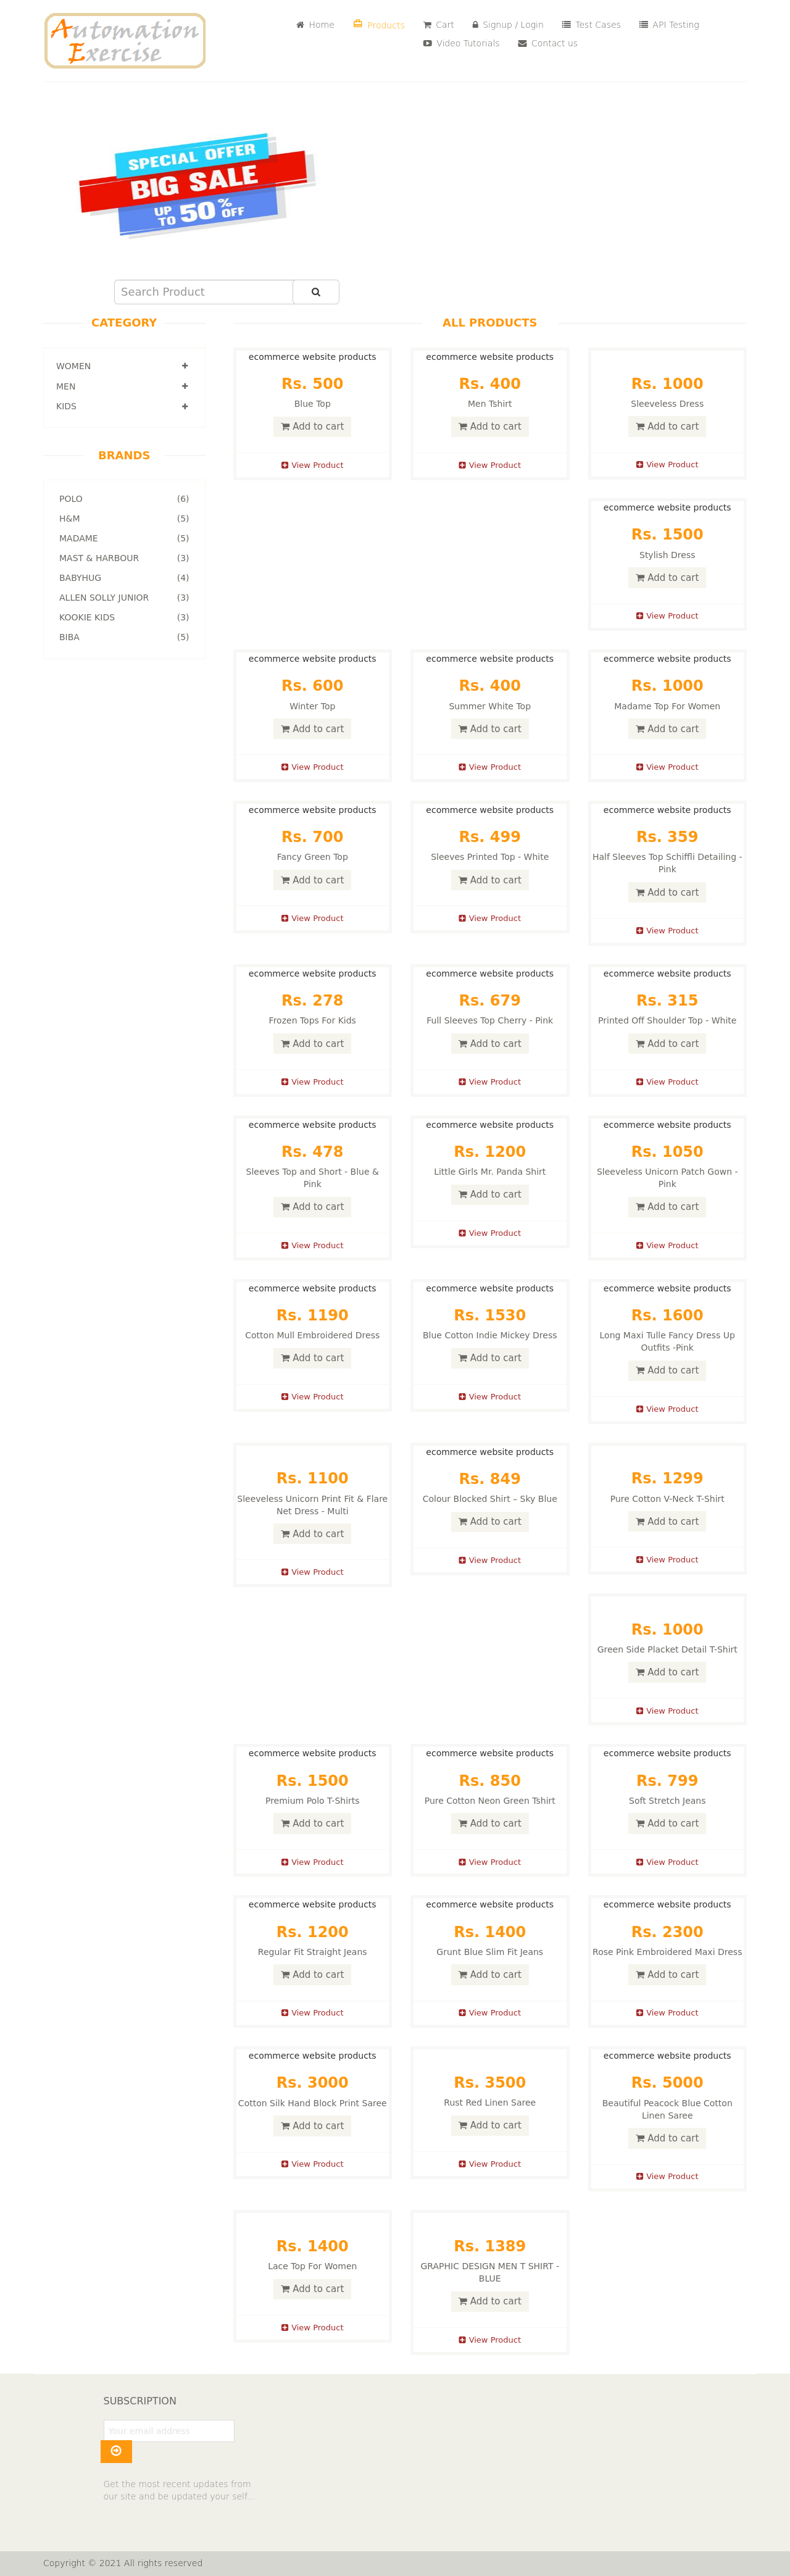 Automation
Exercise
Home
Products
Cart
Signup / Login
Test Cases
API Testing
Video Tutorials
Contact us
SPECIAL OFFER
BIG SALE
UP TO 50% OFF
Search Product
CATEGORY
WOMEN
MEN
KIDS
BRANDS
POLO (6)
H&M (5)
MADAME (5)
MAST & HARBOUR (3)
BABYHUG (4)
ALLEN SOLLY JUNIOR (3)
KOOKIE KIDS (3)
BIBA (5)
ALL PRODUCTS
ecommerce website products
Rs. 500
Blue Top
Add to cart
View Product
ecommerce website products
Rs. 400
Men Tshirt
Add to cart
View Product
Rs. 1000
Sleeveless Dress
Add to cart
View Product
ecommerce website products
Rs. 1500
Stylish Dress
Add to cart
View Product
ecommerce website products
Rs. 600
Winter Top
Add to cart
View Product
ecommerce website products
Rs. 400
Summer White Top
Add to cart
View Product
ecommerce website products
Rs. 1000
Madame Top For Women
Add to cart
View Product
ecommerce website products
Rs. 700
Fancy Green Top
Add to cart
View Product
ecommerce website products
Rs. 499
Sleeves Printed Top - White
Add to cart
View Product
ecommerce website products
Rs. 359
Half Sleeves Top Schiffli Detailing -
Pink
Add to cart
View Product
ecommerce website products
Rs. 278
Frozen Tops For Kids
Add to cart
View Product
ecommerce website products
Rs. 679
Full Sleeves Top Cherry - Pink
Add to cart
View Product
ecommerce website products
Rs. 315
Printed Off Shoulder Top - White
Add to cart
View Product
ecommerce website products
Rs. 478
Sleeves Top and Short - Blue &
Pink
Add to cart
View Product
ecommerce website products
Rs. 1200
Little Girls Mr. Panda Shirt
Add to cart
View Product
ecommerce website products
Rs. 1050
Sleeveless Unicorn Patch Gown -
Pink
Add to cart
View Product
ecommerce website products
Rs. 1190
Cotton Mull Embroidered Dress
Add to cart
View Product
ecommerce website products
Rs. 1530
Blue Cotton Indie Mickey Dress
Add to cart
View Product
ecommerce website products
Rs. 1600
Long Maxi Tulle Fancy Dress Up
Outfits -Pink
Add to cart
View Product
Rs. 1100
Sleeveless Unicorn Print Fit & Flare
Net Dress - Multi
Add to cart
View Product
ecommerce website products
Rs. 849
Colour Blocked Shirt – Sky Blue
Add to cart
View Product
Rs. 1299
Pure Cotton V-Neck T-Shirt
Add to cart
View Product
Rs. 1000
Green Side Placket Detail T-Shirt
Add to cart
View Product
ecommerce website products
Rs. 1500
Premium Polo T-Shirts
Add to cart
View Product
ecommerce website products
Rs. 850
Pure Cotton Neon Green Tshirt
Add to cart
View Product
ecommerce website products
Rs. 799
Soft Stretch Jeans
Add to cart
View Product
ecommerce website products
Rs. 1200
Regular Fit Straight Jeans
Add to cart
View Product
ecommerce website products
Rs. 1400
Grunt Blue Slim Fit Jeans
Add to cart
View Product
ecommerce website products
Rs. 2300
Rose Pink Embroidered Maxi Dress
Add to cart
View Product
ecommerce website products
Rs. 3000
Cotton Silk Hand Block Print Saree
Add to cart
View Product
Rs. 3500
Rust Red Linen Saree
Add to cart
View Product
ecommerce website products
Rs. 5000
Beautiful Peacock Blue Cotton
Linen Saree
Add to cart
View Product
Rs. 1400
Lace Top For Women
Add to cart
View Product
Rs. 1389
GRAPHIC DESIGN MEN T SHIRT -
BLUE
Add to cart
View Product
SUBSCRIPTION
Your email address
Get the most recent updates from
our site and be updated your self...
Copyright © 2021 All rights reserved